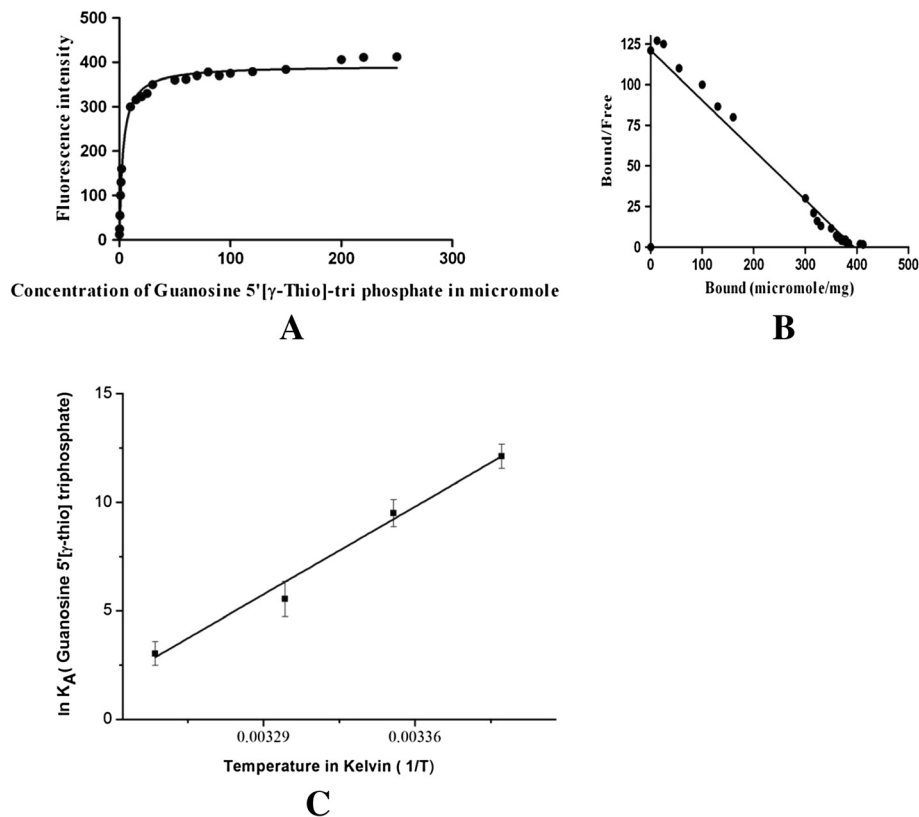 Fluorescence intensity
500
400
300
200
100
0
0 100 200 300
Concentration of Guanosine 5'[γ-Thio]-tri phosphate in micromole
A
Bound/Free
125
100
75
50
25
0
0 100 200 300 400 500
Bound (micromole/mg)
B
ln KA( Guanosine 5'[γ-thio] triphosphate)
15
10
5
0
0.00329 0.00336
Temperature in Kelvin ( 1/T)
C